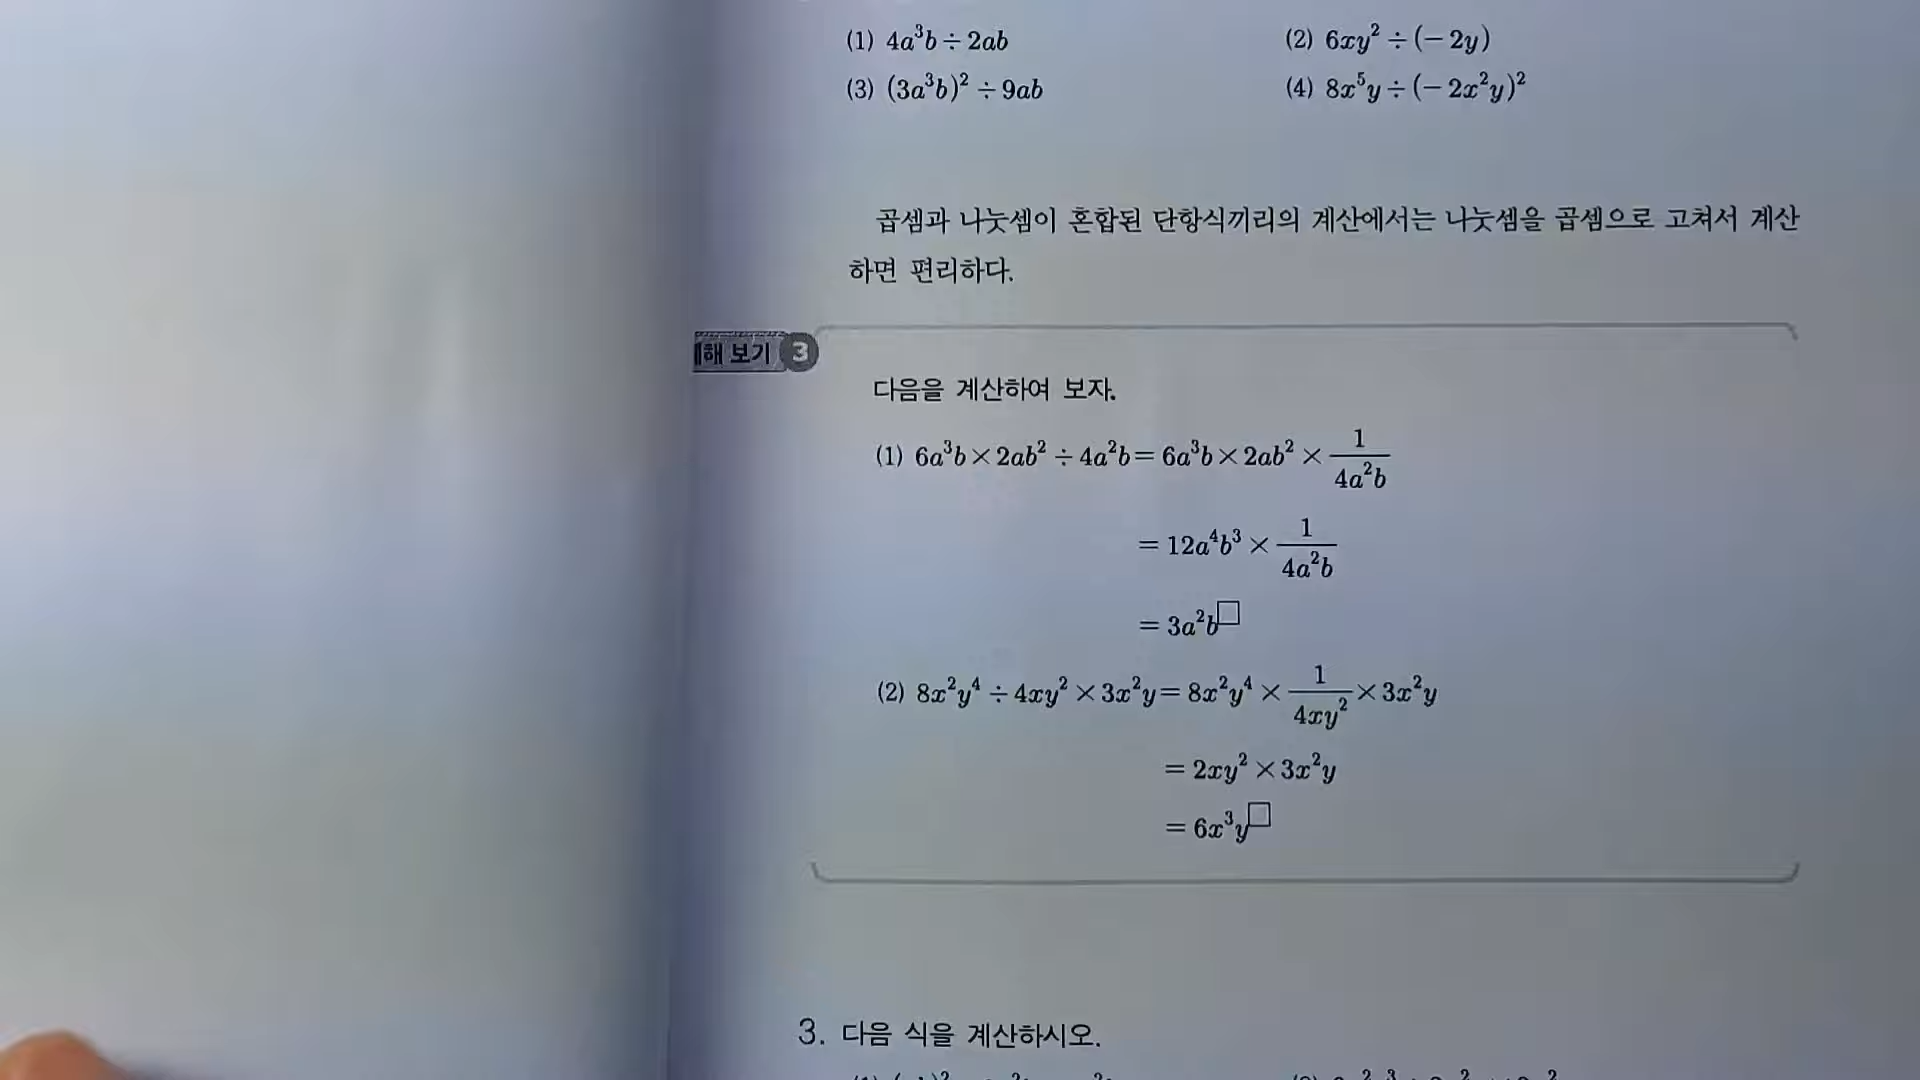 (1) 4a³b ÷ 2ab (2) 6xy² ÷ (− 2y)
(3) (3a³b)² ÷ 9ab (4) 8x⁵y ÷ (− 2x²y)²
곱셈과 나눗셈이 혼합된 단항식끼리의 계산에서는 나눗셈을 곱셈으로 고쳐서 계산
하면 편리하다.
해 보기 3
다음을 계산하여 보자.
(1) 6a³b × 2ab² ÷ 4a²b = 6a³b × 2ab² × 1/4a²b
= 12a⁴b³ × 1/4a²b
= 3a²b^□
(2) 8x²y⁴ ÷ 4xy² × 3x²y = 8x²y⁴ × 1/4xy² × 3x²y
= 2xy² × 3x²y
= 6x³y^□
3. 다음 식을 계산하시오.